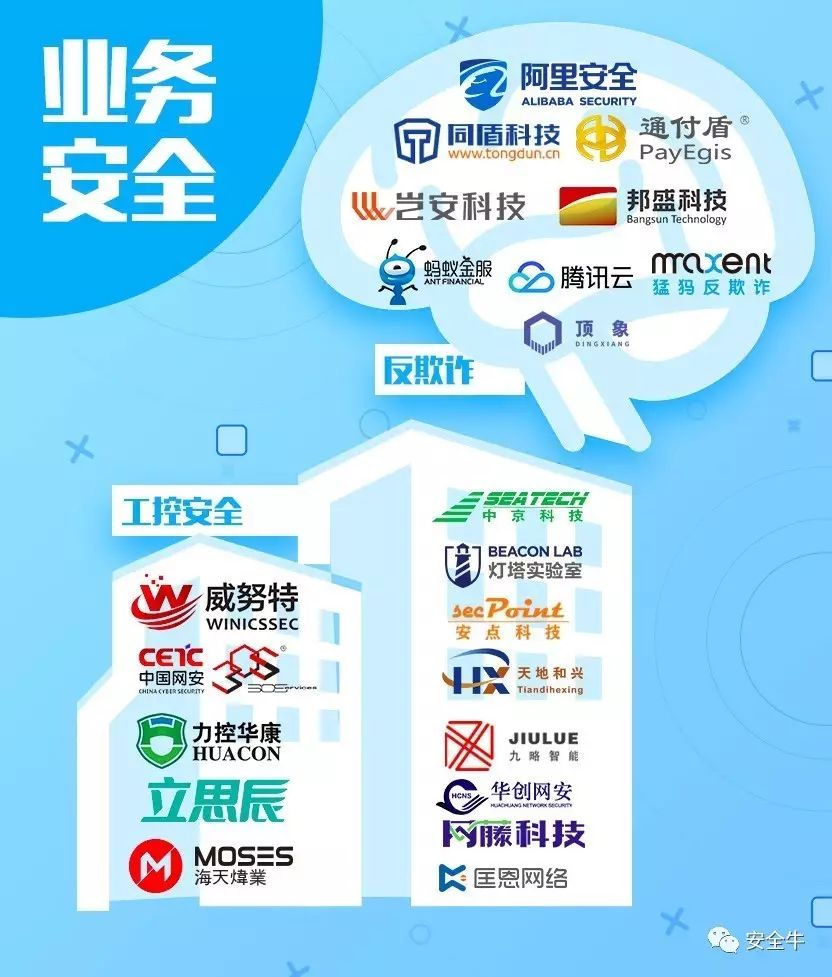 业务
安全
阿里安全
ALIBABA SECURITY
同盾科技
www.tongdun.cn
通付盾®
PayEgis
岂安科技
邦盛科技
Bangsun Technology
蚂蚁金服
ANT FINANCIAL
腾讯云
maxent
猛犸反欺诈
顶象
DINGXIANG
反欺诈
工控安全
威努特
WINICSSEC
CETC
中国网安
CHINA CYBER SECURITY
®
力控华康
HUACON
立思辰
MOSES
海天煒業
SEATECH
中京科技
BEACON LAB
灯塔实验室
secPoint
安点科技
HX
天地和兴
Tiandihexing
JIULUE
九略智能
HCNS
华创网安
HUACHUANG NETWORK SECURITY
网藤科技
匡恩网络
安全牛